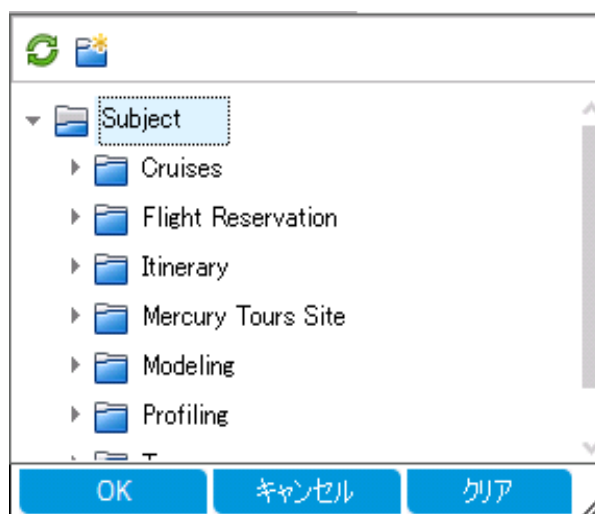 Subject
Cruises
Flight Reservation
Itinerary
Mercury Tours Site
Modeling
Profiling
OK キャンセル クリア